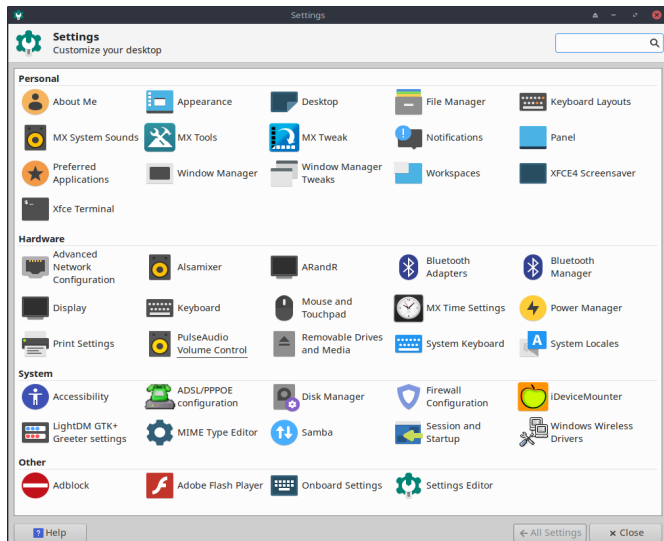 Settings
Settings
Customize your desktop
Personal
About Me
Appearance
Desktop
File Manager
Keyboard Layouts
MX System Sounds
MX Tools
MX Tweak
Notifications
Panel
Preferred
Applications
Window Manager
Window Manager
Tweaks
Workspaces
XFCE4 Screensaver
Xfce Terminal
Hardware
Advanced
Network
Configuration
Alsamixer
ARandR
Bluetooth
Adapters
Bluetooth
Manager
Display
Keyboard
Mouse and
Touchpad
MX Time Settings
Power Manager
Print Settings
PulseAudio
Volume Control
Removable Drives
and Media
System Keyboard
A
System Locales
System
Accessibility
ADSL/PPPOE
configuration
Disk Manager
Firewall
Configuration
iDeviceMounter
LightDM GTK+
Greeter settings
MIME Type Editor
Samba
Session and
Startup
Windows Wireless
Drivers
Other
Adblock
Adobe Flash Player
Onboard Settings
Settings Editor
? Help
← All Settings
× Close